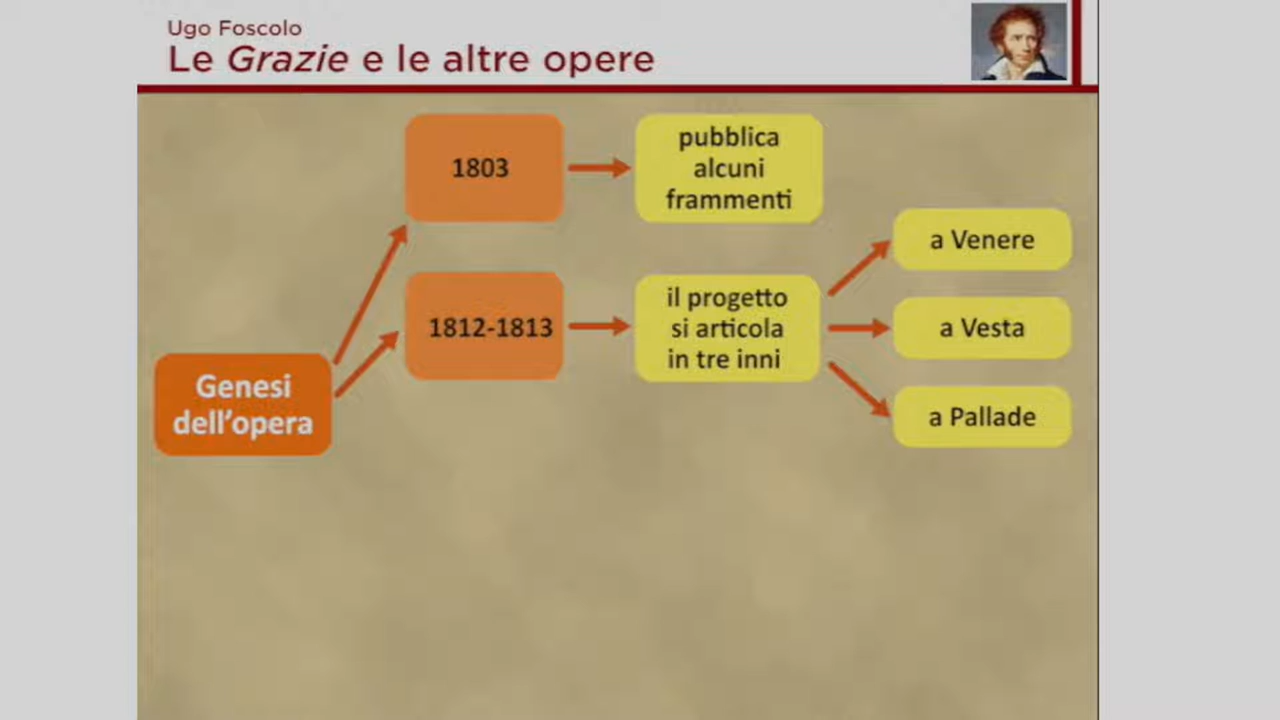 Ugo Foscolo
Le Grazie e le altre opere
1803
pubblica
alcuni
frammenti
a Venere
1812-1813
il progetto
si articola
in tre inni
a Vesta
Genesi
dell’opera
a Pallade